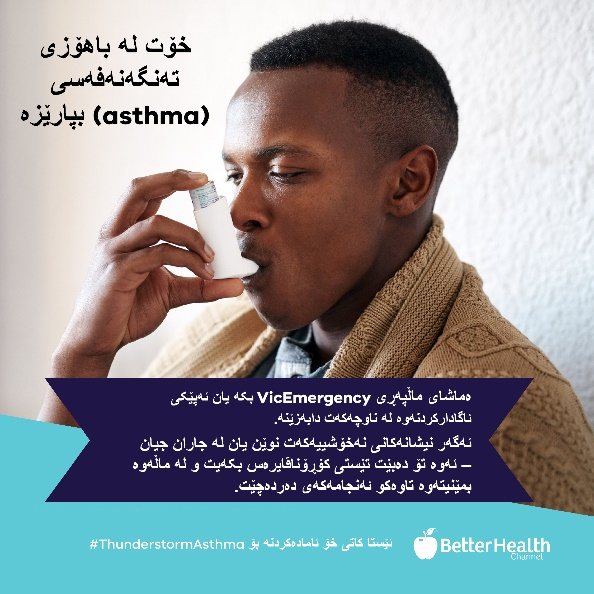 خۆت لە باهۆزی
تەنگەنەفەسی
(asthma) بپارێزە
ەماشای ماڵپەڕی VicEmergency بکە یان ئەپێکی
ئاگادارکردنەوە لە ناوچەکەت دابەزێنە.
ئەگەر نیشانەکانی نەخۆشییەکەت نوێن یان لە جاران جیان
– ئەوە تۆ دەبێت تێستی کۆڕۆناڤایرەس بکەیت و لە ماڵەوە
بمێنیتەوە تاوەکو ئەنجامەکەی دەردەچێت.
ئێستا کاتی خۆ ئامادەکردنە بۆ ThunderstormAsthma#
BetterHealth
Channel